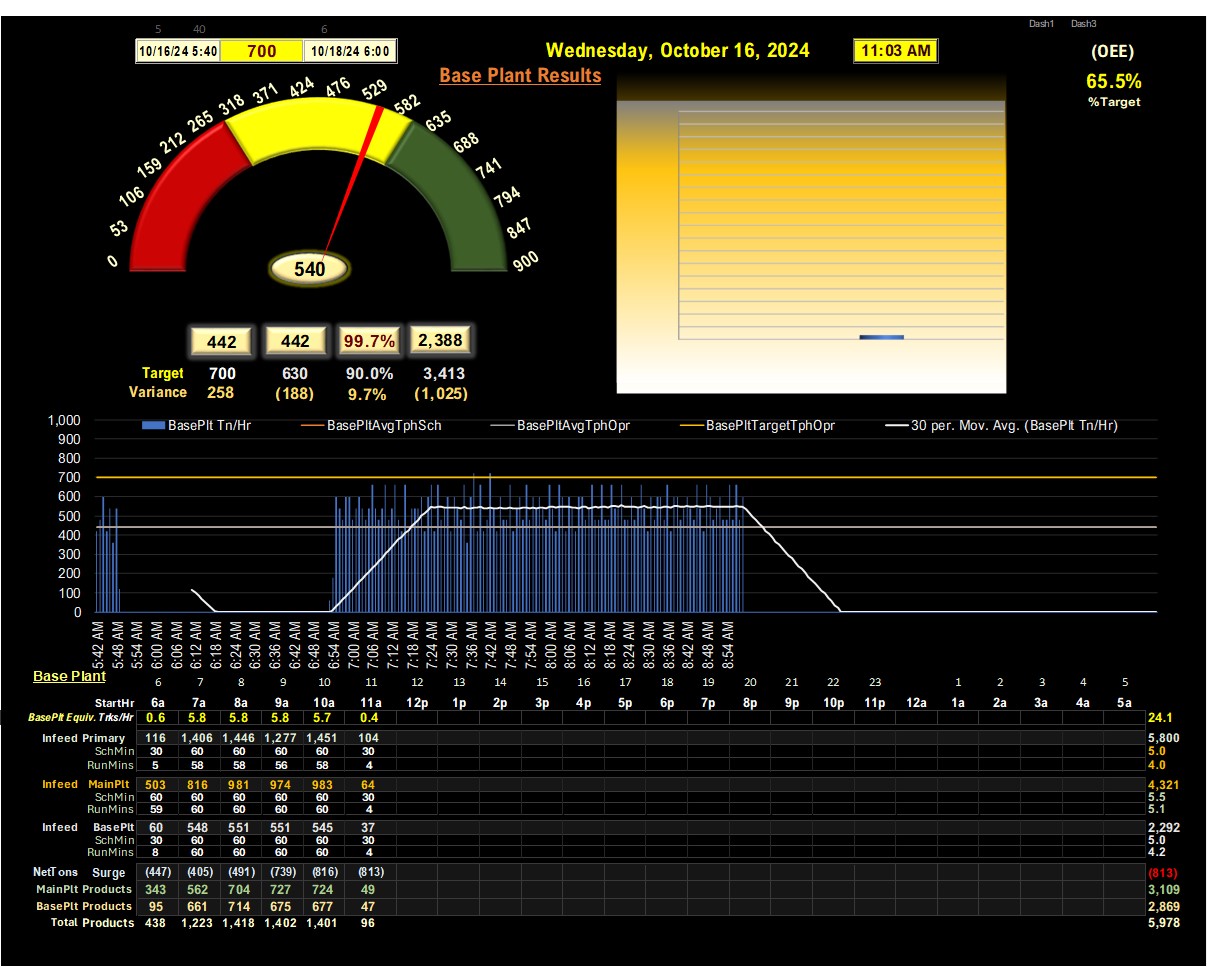 5 40 6 Dash1 Dash3
10/16/24 5:40 700 10/18/24 6:00 Wednesday, October 16, 2024 11:03 AM (OEE)
Base Plant Results 65.5%
%Target
0 53 106 159 212 265 318 371 424 476 529 582 635 688 741 794 847 900
540
442 442 99.7% 2,388
Target 700 630 90.0% 3,413
Variance 258 (188) 9.7% (1,025)
BasePlt Tn/Hr BasePltAvgTphSch BasePltAvgTphOpr BasePltTargetTphOpr 30 per. Mov. Avg. (BasePlt Tn/Hr)
1,000
900
800
700
600
500
400
300
200
100
0
5:42 AM 5:48 AM 5:54 AM 6:00 AM 6:06 AM 6:12 AM 6:18 AM 6:24 AM 6:30 AM 6:36 AM 6:42 AM 6:48 AM 6:54 AM 7:00 AM 7:06 AM 7:12 AM 7:18 AM 7:24 AM 7:30 AM 7:36 AM 7:42 AM 7:48 AM 7:54 AM 8:00 AM 8:06 AM 8:12 AM 8:18 AM 8:24 AM 8:30 AM 8:36 AM 8:42 AM 8:48 AM 8:54 AM
Base Plant 6 7 8 9 10 11 12 13 14 15 16 17 18 19 20 21 22 23 1 2 3 4 5
StartHr 6a 7a 8a 9a 10a 11a 12p 1p 2p 3p 4p 5p 6p 7p 8p 9p 10p 11p 12a 1a 2a 3a 4a 5a
BasePlt Equiv. Trks/Hr 0.6 5.8 5.8 5.8 5.7 0.4 24.1
Infeed Primary 116 1,406 1,446 1,277 1,451 104 5,800
SchMin 30 60 60 60 60 30 5.0
RunMins 5 58 58 56 58 4 4.0
Infeed MainPlt 503 816 981 974 983 64 4,321
SchMin 60 60 60 60 60 30 5.5
RunMins 59 60 60 60 60 4 5.1
Infeed BasePlt 60 548 551 551 545 37 2,292
SchMin 30 60 60 60 60 30 5.0
RunMins 8 60 60 60 60 4 4.2
NetTons Surge (447) (405) (491) (739) (816) (813) (813)
MainPlt Products 343 562 704 727 724 49 3,109
BasePlt Products 95 661 714 675 677 47 2,869
Total Products 438 1,223 1,418 1,402 1,401 96 5,978